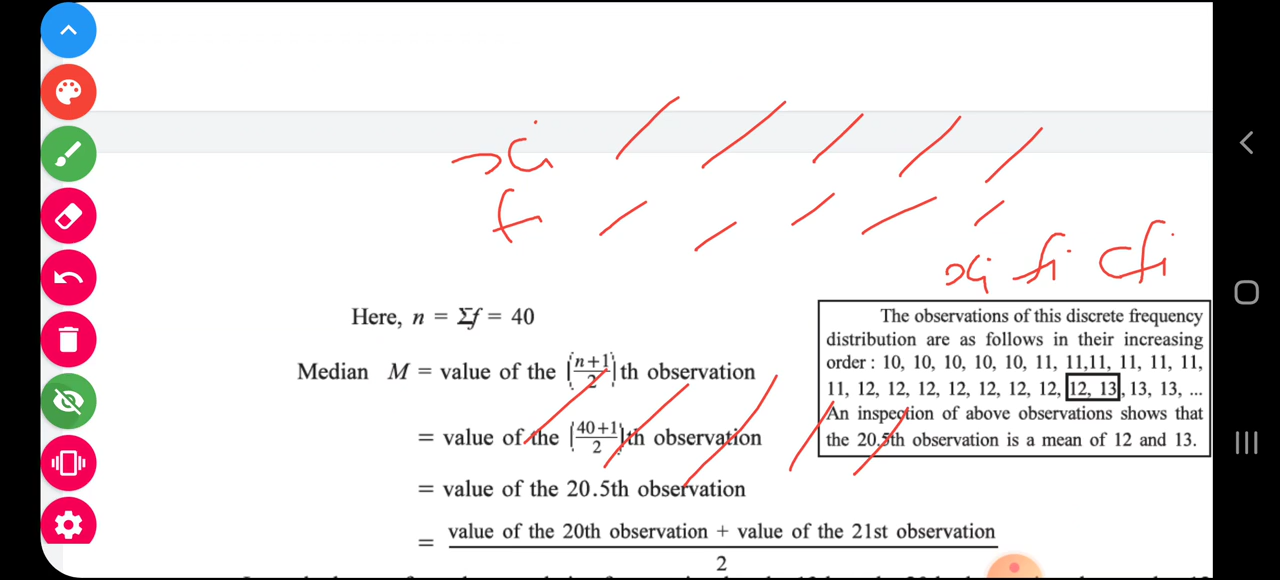 xi
f
xi fi cfi
Here, n = Σf = 40
Median M = value of the (n+1/2)th observation
= value of the (40+1/2)th observation
= value of the 20.5th observation
= value of the 20th observation + value of the 21st observation / 2
The observations of this discrete frequency
distribution are as follows in their increasing
order : 10, 10, 10, 10, 10, 11, 11,11, 11, 11, 11,
11, 12, 12, 12, 12, 12, 12, 12, 12, 13, 13, 13, ...
An inspection of above observations shows that
the 20.5th observation is a mean of 12 and 13.